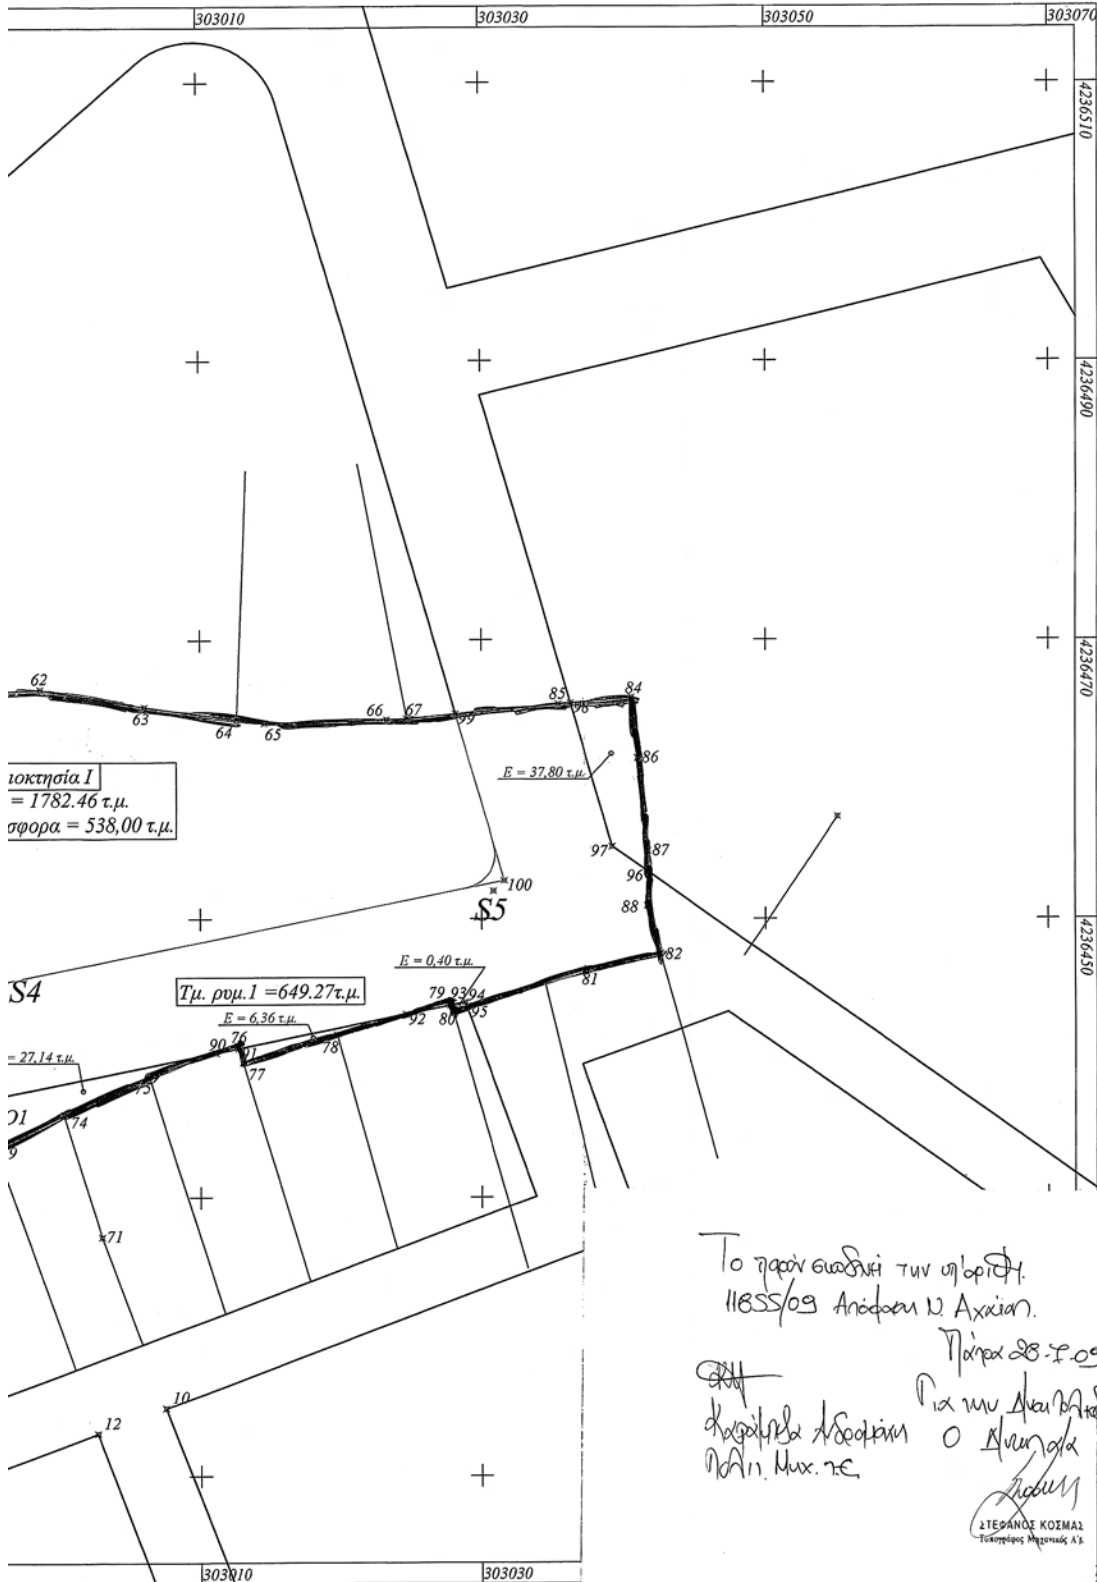 303010
303030
303050
303070
4236510
4236490
4236470
4236450
62
63
64
65
66
67
99
85
98
84
86
ιοκτησία Ι
= 1782.46 τ.μ.
σφορα = 538,00 τ.μ.
Ε = 37,80 τ.μ.
97
87
96
88
100
S5
82
81
S4
Τμ. ρυμ.1 =649.27τ.μ.
Ε = 0,40 τ.μ.
79
93
94
80
95
92
Ε = 6,36 τ.μ.
76
90
91
77
78
= 27,14 τ.μ.
75
74
Ο1
9
71
10
12
Το παρόν συνοδεύει την υπ' αριθμ.
11855/09 Απόφαση Ν. Αχαΐας.
Πάτρα 28-7-09
Για την
Ο
Πολ. Μηχ. Τ.Ε.
ΣΤΕΦΑΝΟΣ ΚΟΣΜΑΣ
Τοπογράφος Μηχανικός Α'β.
303010
303030